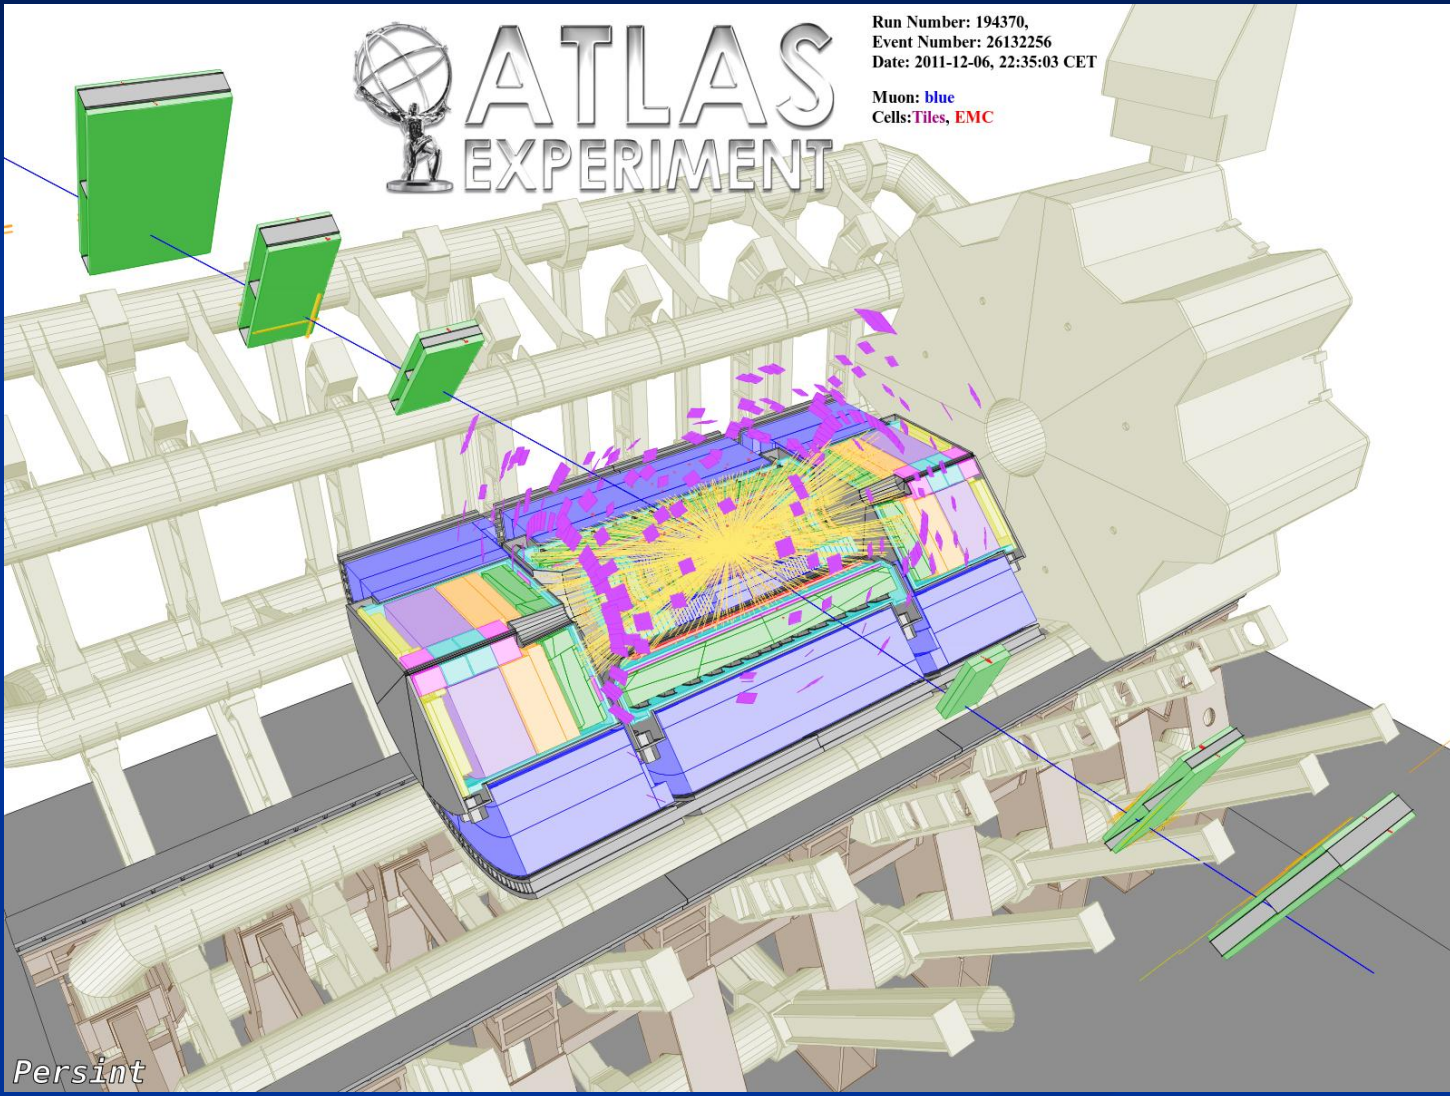 ATLAS
EXPERIMENT
Run Number: 194370,
Event Number: 26132256
Date: 2011-12-06, 22:35:03 CET
Muon: blue
Cells:Tiles, EMC
Persint